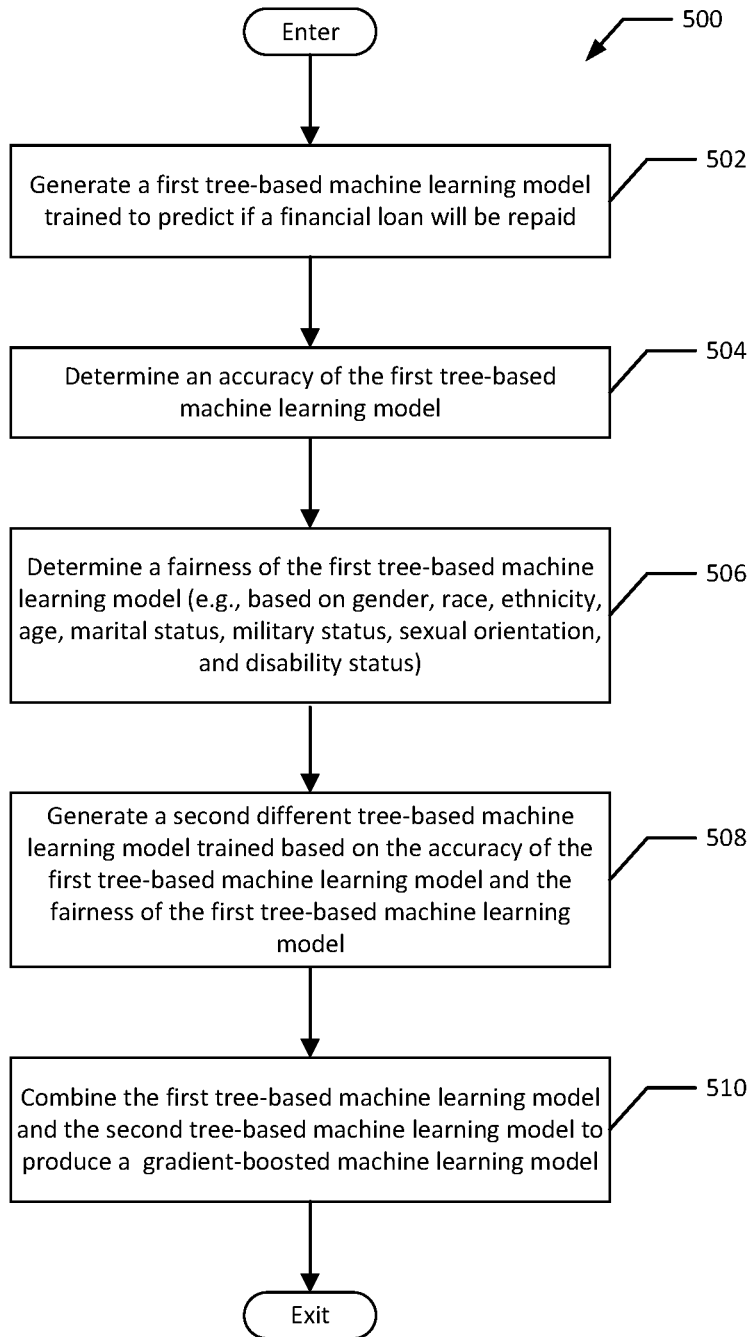 Enter
500
Generate a first tree-based machine learning model
trained to predict if a financial loan will be repaid
502
Determine an accuracy of the first tree-based
machine learning model
504
Determine a fairness of the first tree-based machine
learning model (e.g., based on gender, race, ethnicity,
age, marital status, military status, sexual orientation,
and disability status)
506
Generate a second different tree-based machine
learning model trained based on the accuracy of the
first tree-based machine learning model and the
fairness of the first tree-based machine learning
model
508
Combine the first tree-based machine learning model
and the second tree-based machine learning model to
produce a gradient-boosted machine learning model
510
Exit